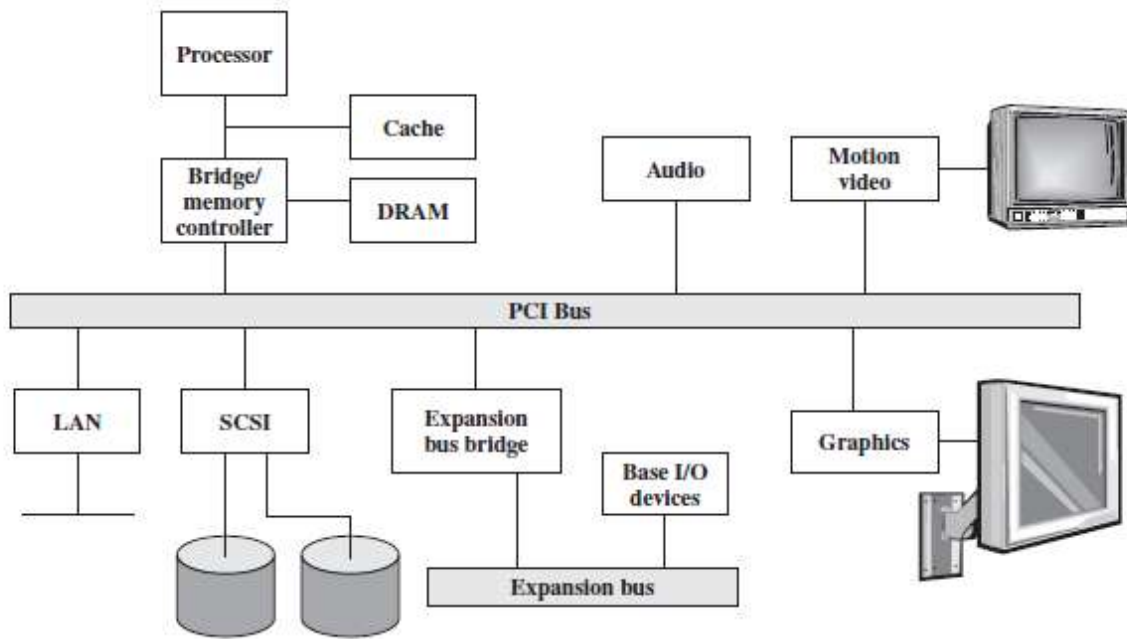 Processor
Cache
Bridge/
memory
controller
DRAM
Audio
Motion
video
PCI Bus
LAN
SCSI
Expansion
bus bridge
Base I/O
devices
Graphics
Expansion bus